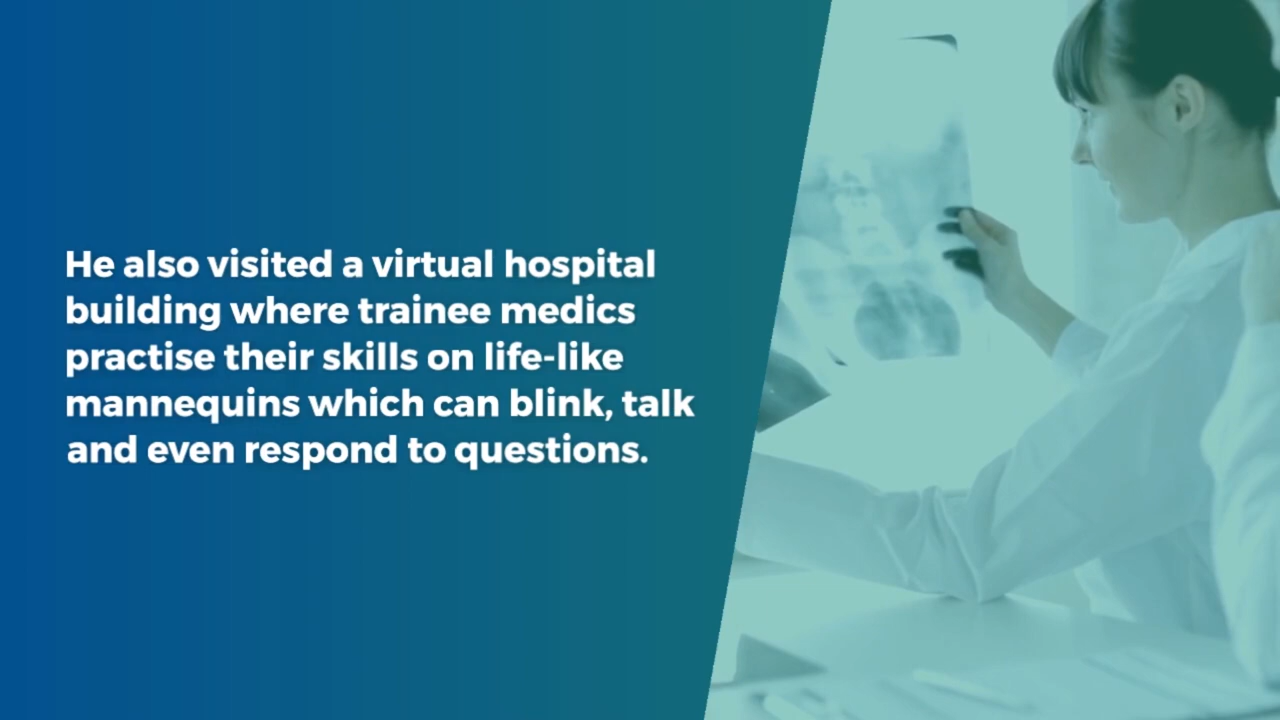 He also visited a virtual hospital
building where trainee medics
practise their skills on life-like
mannequins which can blink, talk
and even respond to questions.